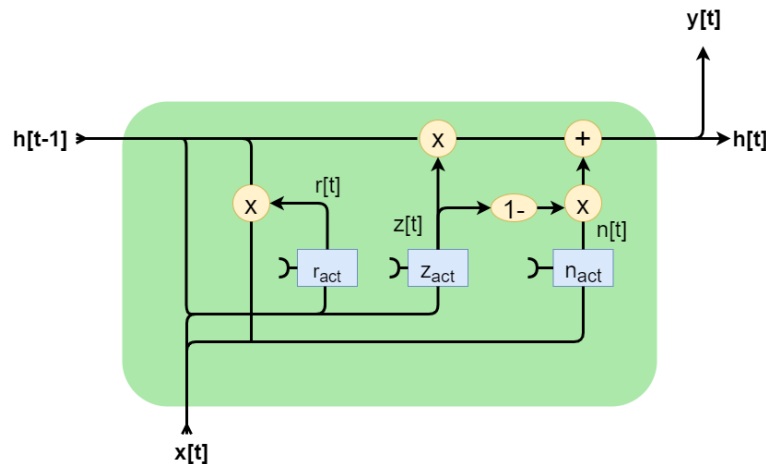 y[t]
h[t-1]
x
+
h[t]
r[t]
x
z[t]
1-
x
n[t]
r_act
z_act
n_act
x[t]